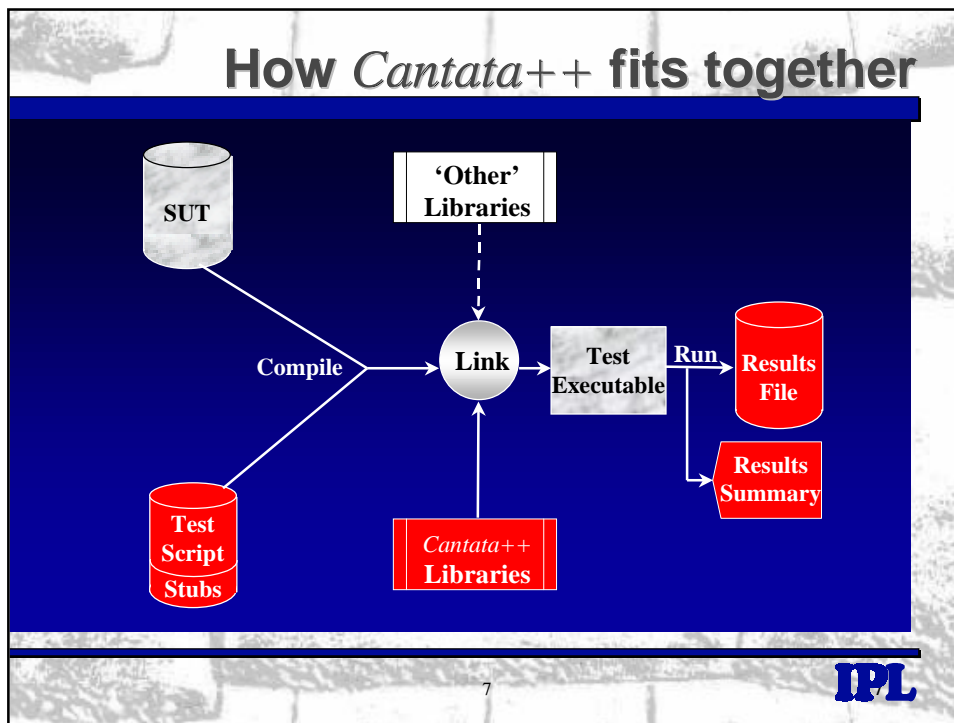 How Cantata++ fits together
SUT
‘Other’
Libraries
Compile
Link
Test
Executable
Run
Results
File
Results
Summary
Test
Script
Stubs
Cantata++
Libraries
7
IPL
7